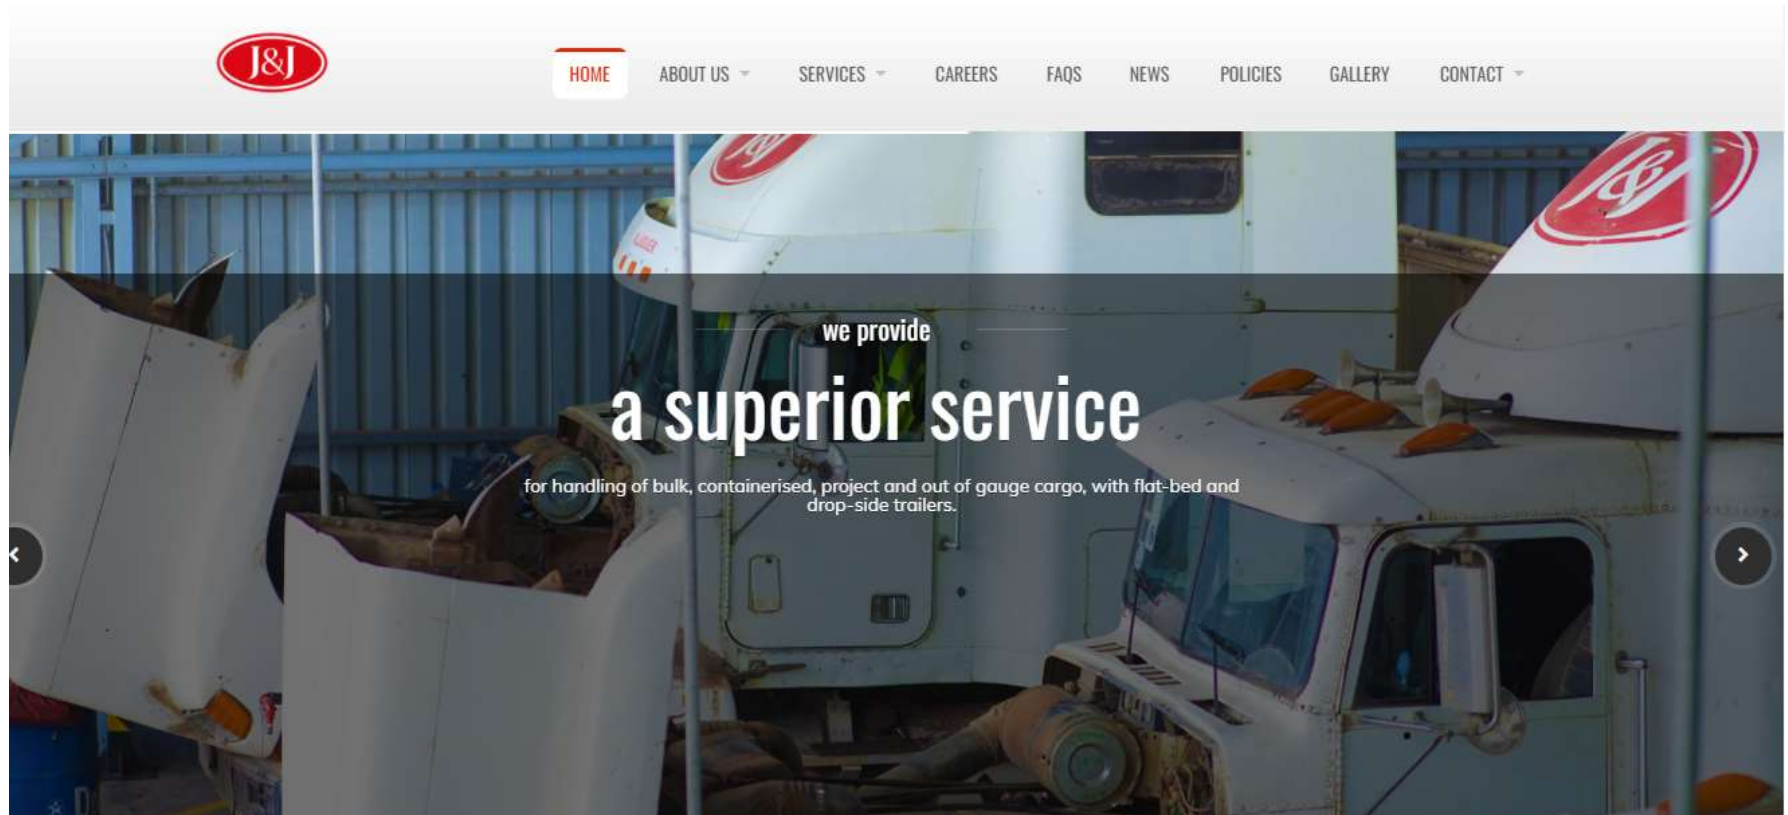 J&J
HOME ABOUT US SERVICES CAREERS FAQS NEWS POLICIES GALLERY CONTACT
J&J
J&J
we provide
a superior service
for handling of bulk, containerised, project and out of gauge cargo, with flat-bed and
drop-side trailers.